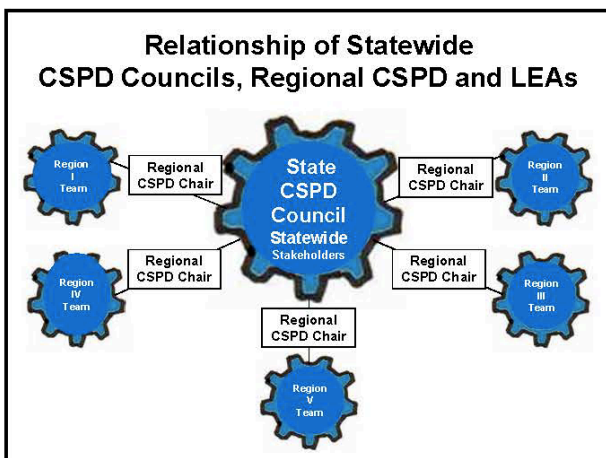 Relationship of Statewide
CSPD Councils, Regional CSPD and LEAs
Region
I
Team
Regional
CSPD Chair
State
CSPD
Council
Statewide
Stakeholders
Regional
CSPD Chair
Region
II
Team
Region
IV
Team
Regional
CSPD Chair
Regional
CSPD Chair
Region
III
Team
Regional
CSPD Chair
Region
V
Team